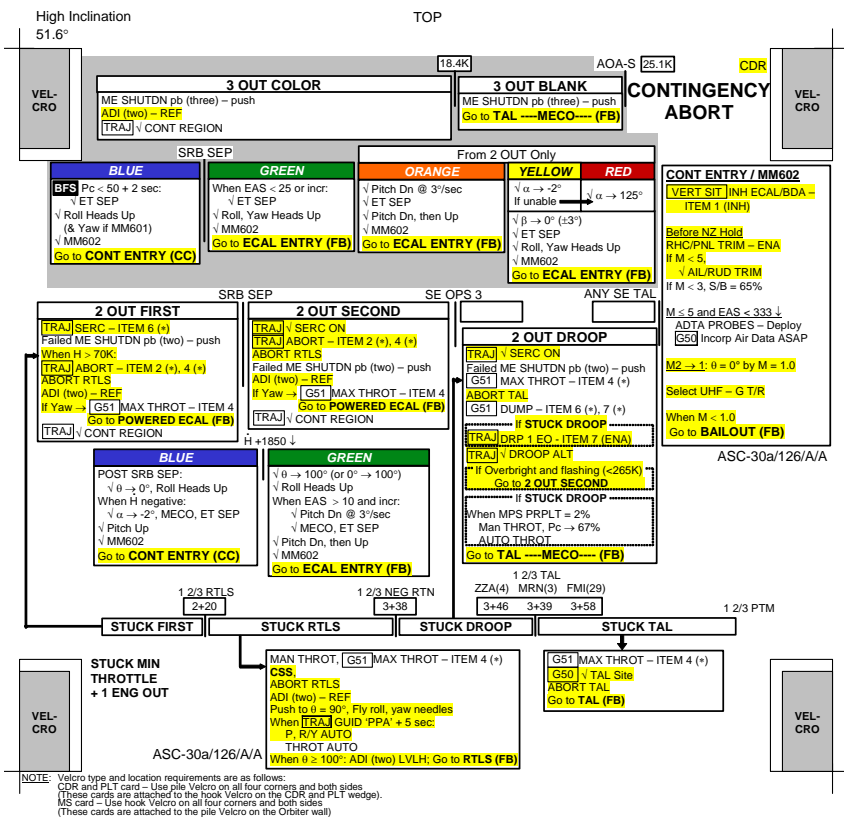 High Inclination
TOP
51.6°
18.4K
AOA-S 25.1K
CDR
VEL-
CRO
VEL-
CRO
CONTINGENCY
ABORT
3 OUT COLOR
ME SHUTDN pb (three) – push
ADI (two) – REF
TRAJ √ CONT REGION
3 OUT BLANK
ME SHUTDN pb (three) – push
Go to TAL ----MECO---- (FB)
SRB SEP
From 2 OUT Only
BLUE
BFS Pc < 50 + 2 sec:
√ ET SEP
√ Roll Heads Up
(& Yaw if MM601)
√ MM602
Go to CONT ENTRY (CC)
GREEN
When EAS < 25 or incr:
√ ET SEP
√ Roll, Yaw Heads Up
√ MM602
Go to ECAL ENTRY (FB)
ORANGE
√ Pitch Dn @ 3°/sec
√ ET SEP
√ Pitch Dn, then Up
√ MM602
Go to ECAL ENTRY (FB)
YELLOW
√ α → -2°
If unable
RED
√ α → 125°
√ β → 0° (±3°)
√ ET SEP
√ Roll, Yaw Heads Up
√ MM602
Go to ECAL ENTRY (FB)
CONT ENTRY / MM602
VERT SIT INH ECAL/BDA –
ITEM 1 (INH)
Before NZ Hold
RHC/PNL TRIM – ENA
If M < 5,
√ AIL/RUD TRIM
If M < 3, S/B = 65%
M ≤ 5 and EAS < 333 ↓
ADTA PROBES – Deploy
G50 Incorp Air Data ASAP
M2 → 1: θ = 0° by M = 1.0
Select UHF – G T/R
When M < 1.0
Go to BAILOUT (FB)
ASC-30a/126/A/A
SRB SEP
SE OPS 3
ANY SE TAL
2 OUT FIRST
TRAJ SERC – ITEM 6 (*)
Failed ME SHUTDN pb (two) – push
When H > 70K:
TRAJ ABORT – ITEM 2 (*), 4 (*)
ABORT RTLS
ADI (two) – REF
If Yaw → G51 MAX THROT – ITEM 4
Go to POWERED ECAL (FB)
TRAJ √ CONT REGION
2 OUT SECOND
TRAJ √ SERC ON
TRAJ ABORT – ITEM 2 (*), 4 (*)
ABORT RTLS
Failed ME SHUTDN pb (two) – push
ADI (two) – REF
If Yaw → G51 MAX THROT – ITEM 4
Go to POWERED ECAL (FB)
TRAJ √ CONT REGION
2 OUT DROOP
TRAJ √ SERC ON
Failed ME SHUTDN pb (two) – push
G51 MAX THROT – ITEM 4 (*)
ABORT TAL
G51 DUMP – ITEM 6 (*), 7 (*)
If STUCK DROOP
TRAJ DRP 1 EO - ITEM 7 (ENA)
TRAJ √ DROOP ALT
If Overbright and flashing (<265K)
Go to 2 OUT SECOND
If STUCK DROOP
When MPS PRPLT = 2%
Man THROT, Pc → 67%
AUTO THROT
Go to TAL ----MECO---- (FB)
Ḣ +1850 ↓
BLUE
POST SRB SEP:
√ θ → 0°, Roll Heads Up
When Ḣ negative:
√ α → -2°, MECO, ET SEP
√ Pitch Up
√ MM602
Go to CONT ENTRY (CC)
GREEN
√ θ → 100° (or 0° → 100°)
√ Roll Heads Up
When EAS > 10 and incr:
√ Pitch Dn @ 3°/sec
√ MECO, ET SEP
√ Pitch Dn, then Up
√ MM602
Go to ECAL ENTRY (FB)
1 2/3 RTLS
2+20
1 2/3 NEG RTN
3+38
1 2/3 TAL
ZZA(4) MRN(3) FMI(29)
3+46 3+39 3+58
1 2/3 PTM
STUCK FIRST
STUCK RTLS
STUCK DROOP
STUCK TAL
STUCK MIN
THROTTLE
+ 1 ENG OUT
MAN THROT, G51 MAX THROT – ITEM 4 (*)
CSS,
ABORT RTLS
ADI (two) – REF
Push to θ = 90°, Fly roll, yaw needles
When TRAJ GUID 'PPA' + 5 sec:
P, R/Y AUTO
THROT AUTO
When θ ≥ 100°: ADI (two) LVLH; Go to RTLS (FB)
G51 MAX THROT – ITEM 4 (*)
G50 √ TAL Site
ABORT TAL
Go to TAL (FB)
VEL-
CRO
VEL-
CRO
ASC-30a/126/A/A
NOTE: Velcro type and location requirements are as follows:
CDR and PLT card – Use pile Velcro on all four corners and both sides
(These cards are attached to the hook Velcro on the CDR and PLT wedge).
MS card – Use hook Velcro on all four corners and both sides
(These cards are attached to the pile Velcro on the Orbiter wall)